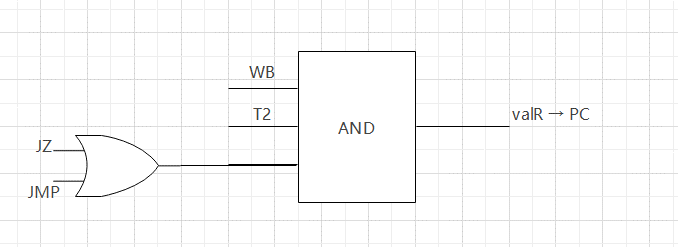 WB
T2
AND
valR → PC
JZ
JMP